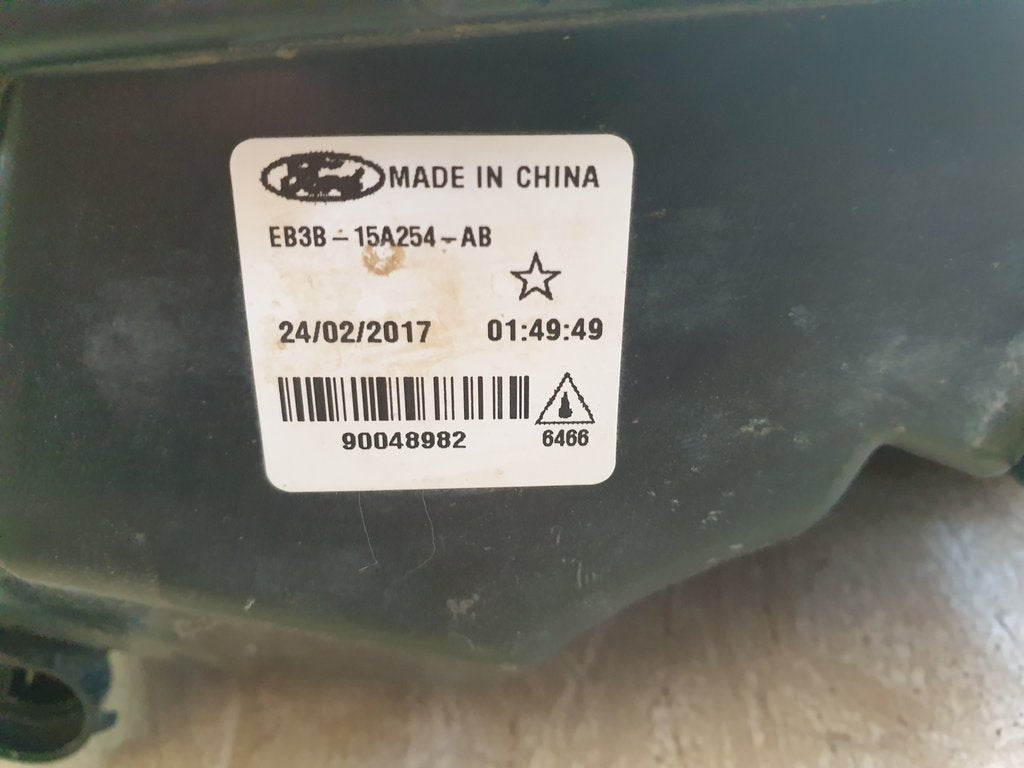 Ford MADE IN CHINA
EB3B-15A254-AB
24/02/2017 01:49:49
90048982
6466